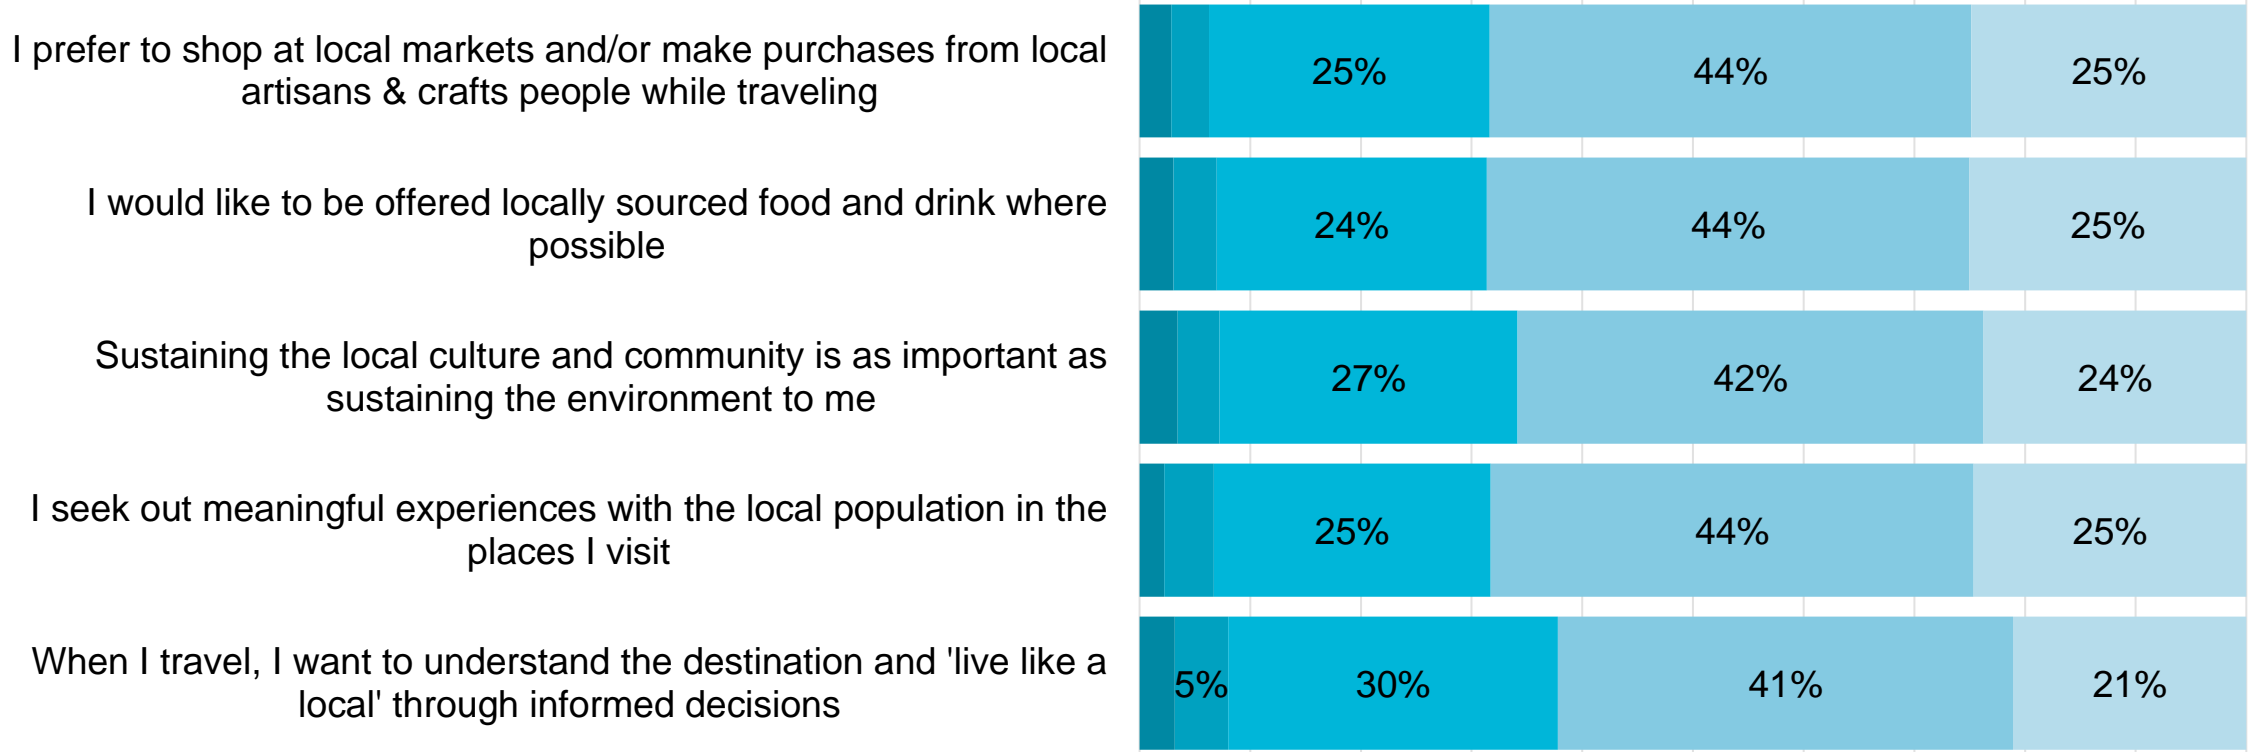 I prefer to shop at local markets and/or make purchases from local
artisans & crafts people while traveling
25% 44% 25%
I would like to be offered locally sourced food and drink where
possible
24% 44% 25%
Sustaining the local culture and community is as important as
sustaining the environment to me
27% 42% 24%
I seek out meaningful experiences with the local population in the
places I visit
25% 44% 25%
When I travel, I want to understand the destination and 'live like a
local' through informed decisions
5% 30% 41% 21%